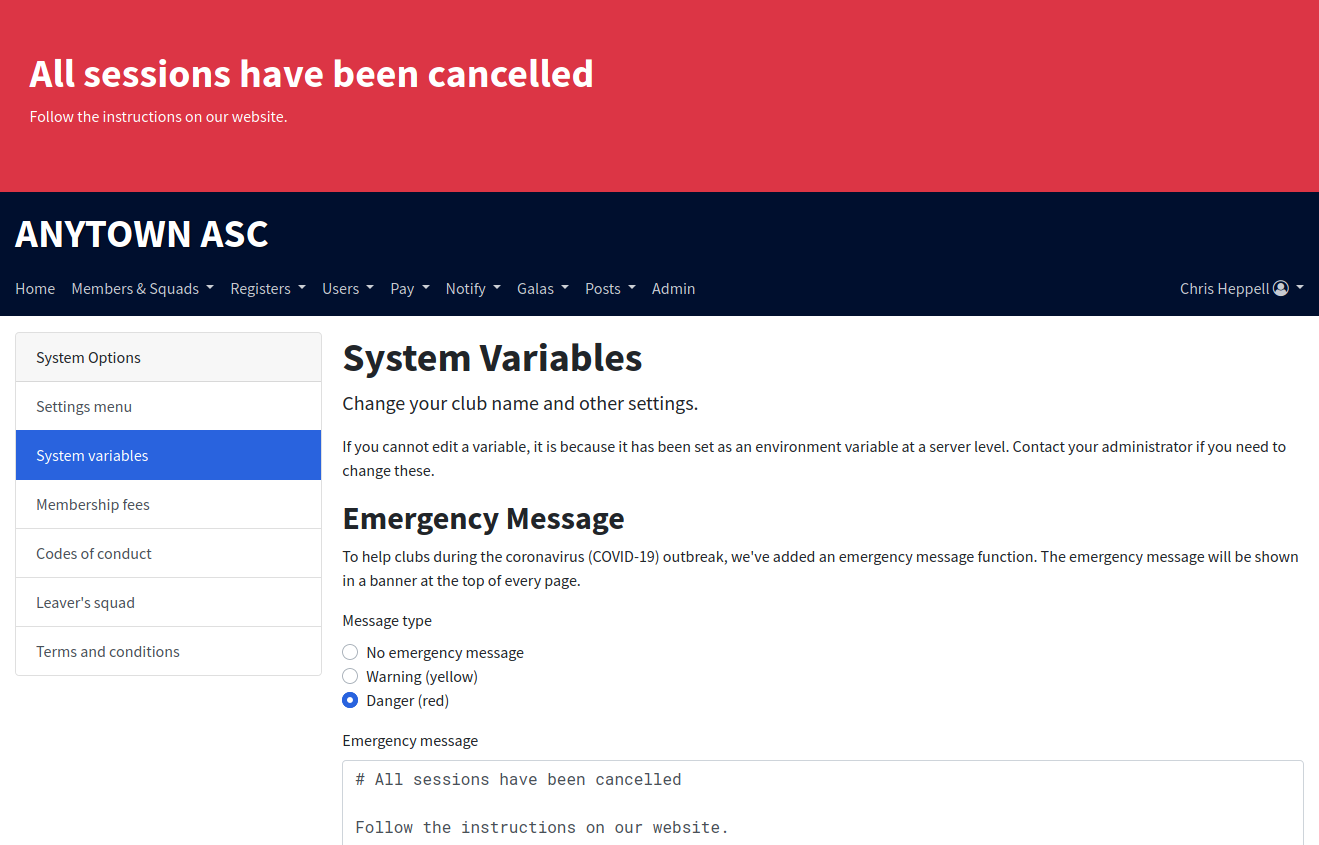 All sessions have been cancelled
Follow the instructions on our website.
ANYTOWN ASC
Home Members & Squads Registers Users Pay Notify Galas Posts Admin Chris Heppell
System Options
Settings menu
System variables
Membership fees
Codes of conduct
Leaver's squad
Terms and conditions
System Variables
Change your club name and other settings.
If you cannot edit a variable, it is because it has been set as an environment variable at a server level. Contact your administrator if you need to
change these.
Emergency Message
To help clubs during the coronavirus (COVID-19) outbreak, we've added an emergency message function. The emergency message will be shown
in a banner at the top of every page.
Message type
No emergency message
Warning (yellow)
Danger (red)
Emergency message
# All sessions have been cancelled
Follow the instructions on our website.